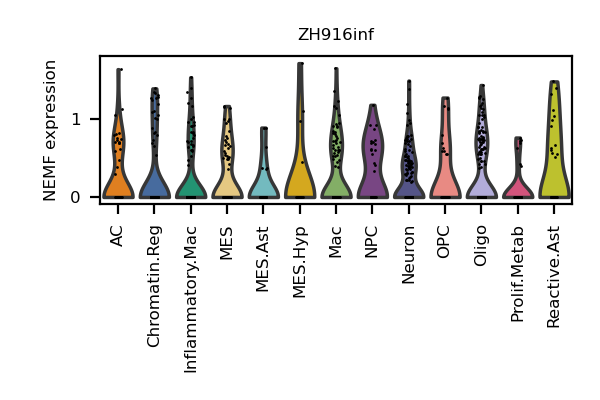 ZH916inf
NEMF expression
1
0
AC
Chromatin.Reg
Inflammatory.Mac
MES
MES.Ast
MES.Hyp
Mac
NPC
Neuron
OPC
Oligo
Prolif.Metab
Reactive.Ast